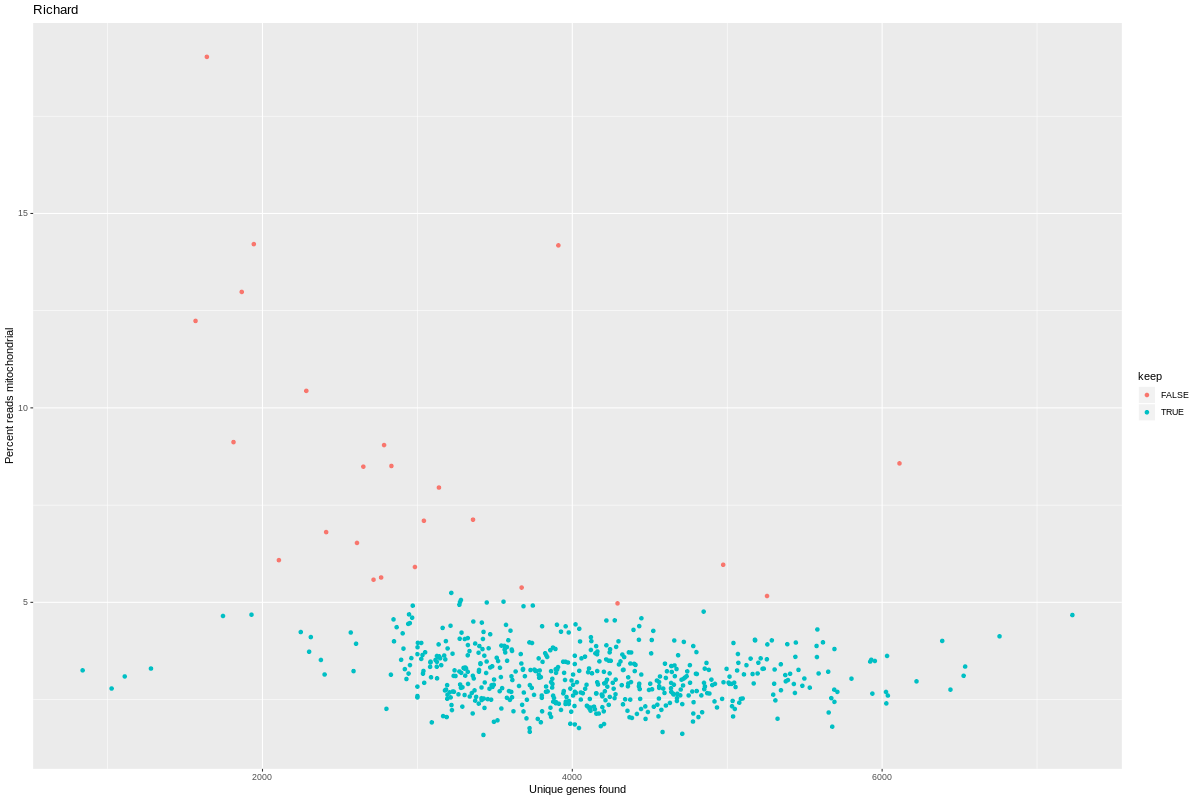 Richard
Percent reads mitochondrial
15
10
5
2000
4000
6000
Unique genes found
keep
FALSE
TRUE